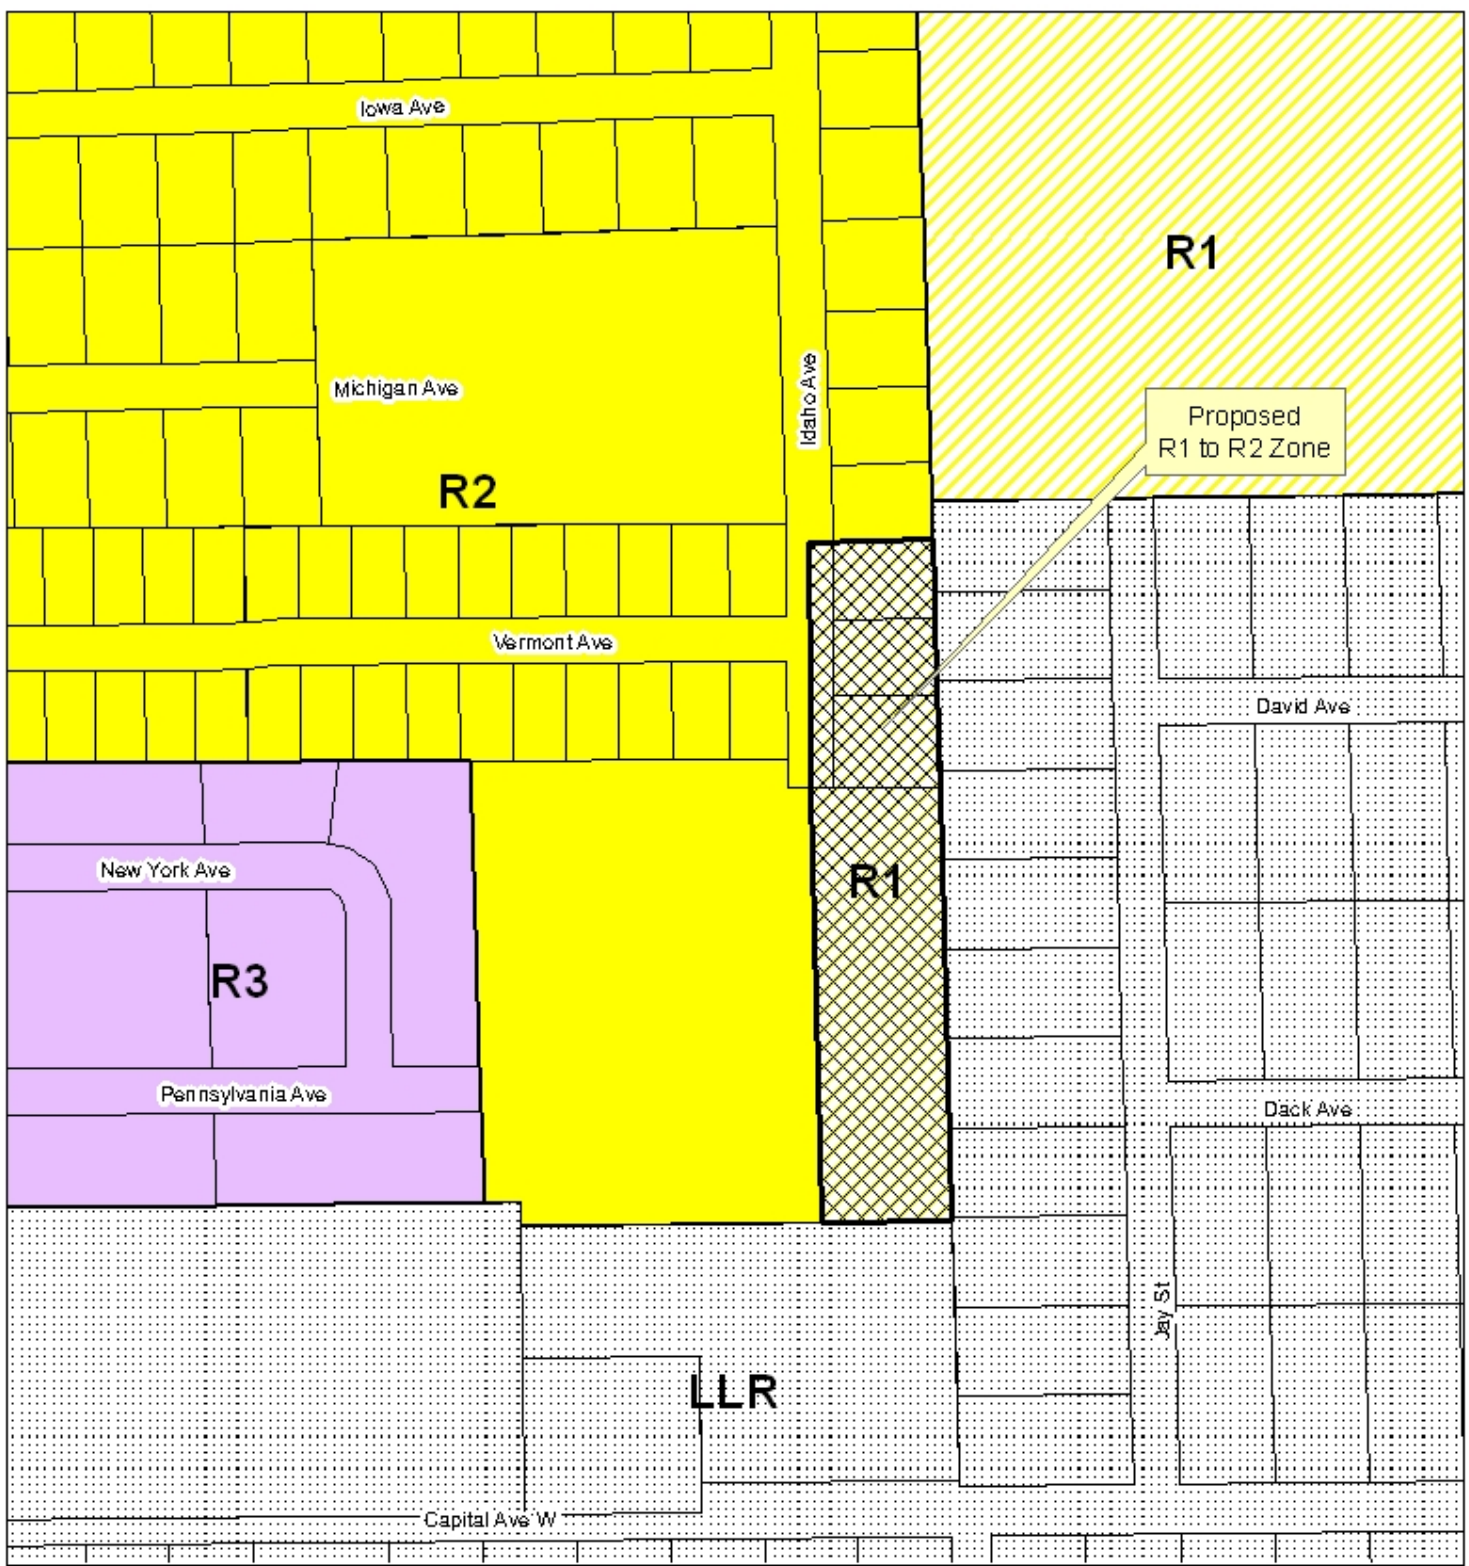 Iowa Ave
R1
Idaho Ave
Michigan Ave
Proposed
R1 to R2 Zone
R2
Vermont Ave
David Ave
New York Ave
R1
R3
Pennsylvania Ave
Dack Ave
Jay St
LLR
Capital Ave W